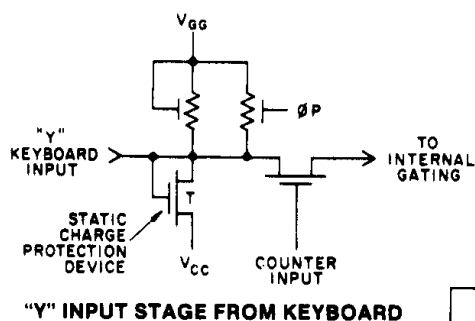 VGG
ØP
"Y"
KEYBOARD
INPUT
TO
INTERNAL
GATING
T
STATIC
CHARGE
PROTECTION
DEVICE
VCC
COUNTER
INPUT
"Y" INPUT STAGE FROM KEYBOARD